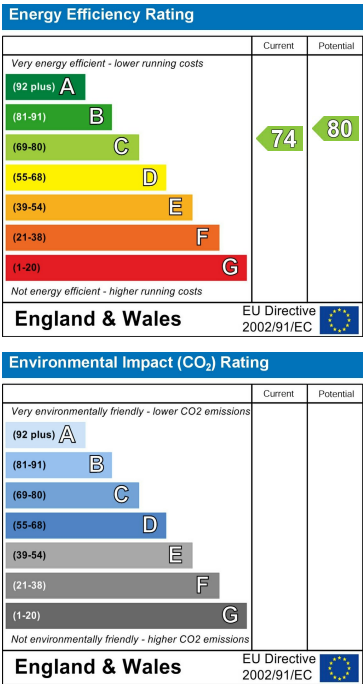 Energy Efficiency Rating
Current Potential
Very energy efficient - lower running costs
(92 plus) A
(81-91) B
(69-80) C
(55-68) D
(39-54) E
(21-38) F
(1-20) G
74 80
Not energy efficient - higher running costs
England & Wales
EU Directive
2002/91/EC
Environmental Impact (CO₂) Rating
Current Potential
Very environmentally friendly - lower CO2 emissions
(92 plus) A
(81-91) B
(69-80) C
(55-68) D
(39-54) E
(21-38) F
(1-20) G
Not environmentally friendly - higher CO2 emissions
England & Wales
EU Directive
2002/91/EC